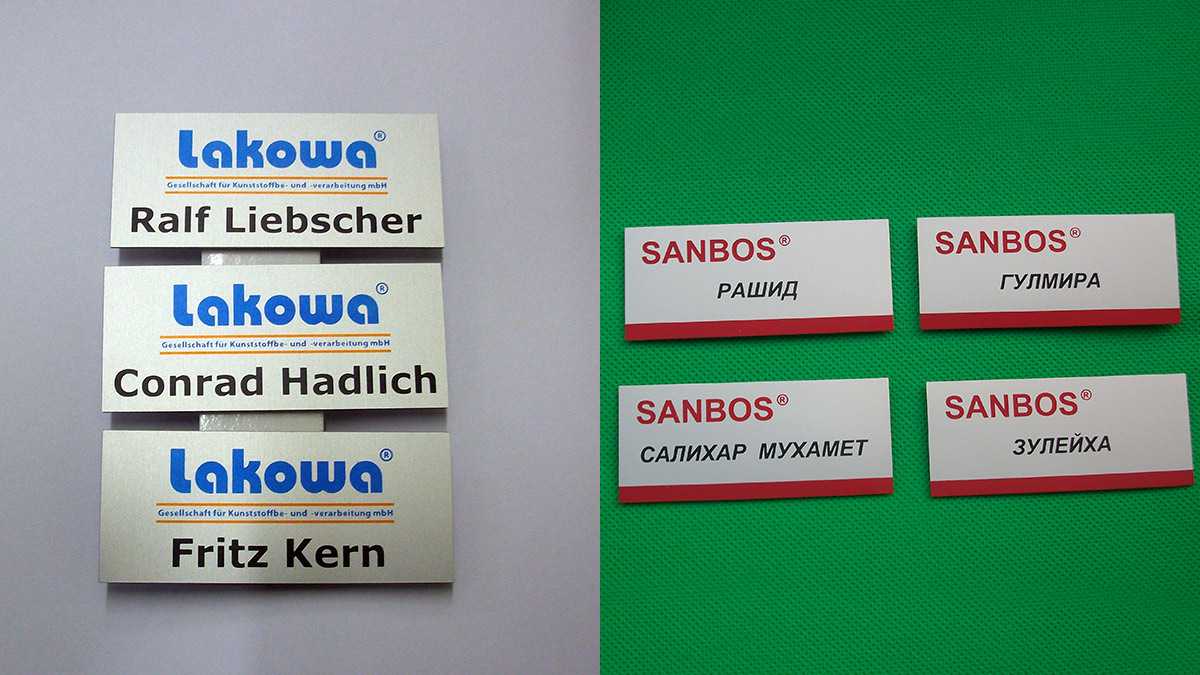 Lakowa®
Gesellschaft für Kunststoffbe- und -verarbeitung mbH
Ralf Liebscher
Lakowa®
Gesellschaft für Kunststoffbe- und -verarbeitung mbH
Conrad Hadlich
Lakowa®
Gesellschaft für Kunststoffbe- und -verarbeitung mbH
Fritz Kern
SANBOS®
РАШИД
SANBOS®
ГУЛМИРА
SANBOS®
САЛИХАР МУХАМЕТ
SANBOS®
ЗУЛЕЙХА